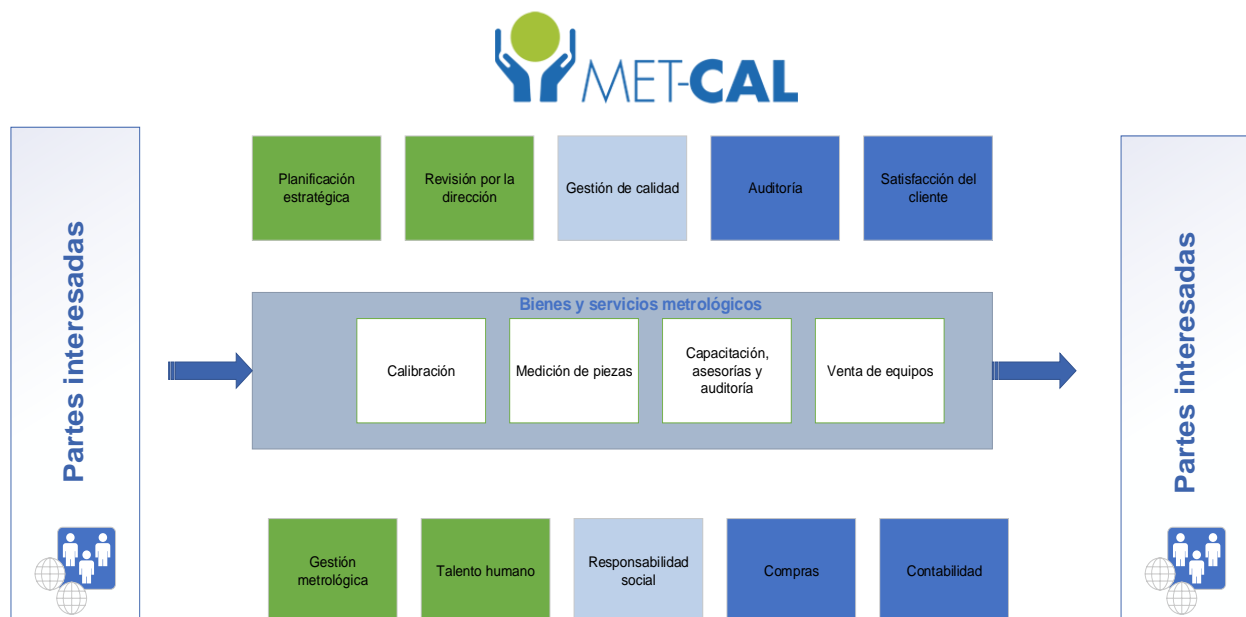 MET-CAL
Partes interesadas
Planificación
estratégica
Revisión por la
dirección
Gestión de calidad
Auditoría
Satisfacción del
cliente
Bienes y servicios metrológicos
Calibración
Medición de piezas
Capacitación,
asesorías y
auditoría
Venta de equipos
Gestión
metrológica
Talento humano
Responsabilidad
social
Compras
Contabilidad
Partes interesadas